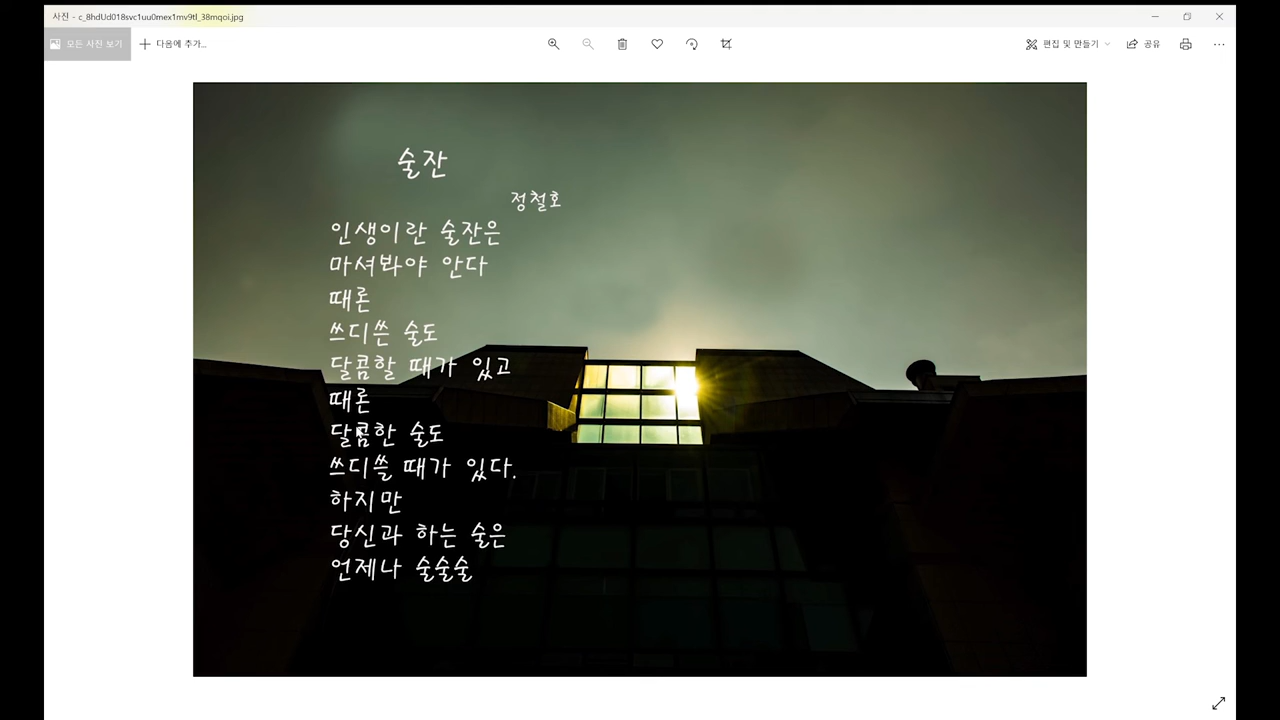 사진 - c_8hdUd018svc1uu0mex1mv9tl_38mqoi.jpg
모든 사진 보기
다음에 추가...
편집 및 만들기
공유
술잔
정철호
인생이란 술잔은
마셔봐야 안다
때론
쓰디쓴 술도
달콤할 때가 있고
때론
달콤한 술도
쓰디쓸 때가 있다.
하지만
당신과 하는 술은
언제나 술술술